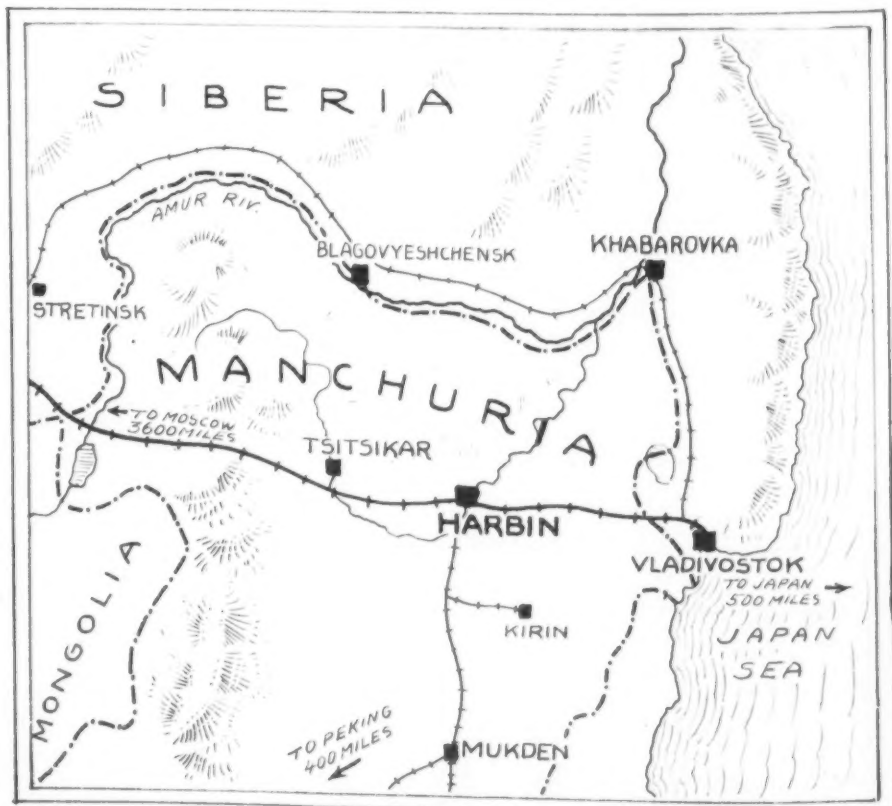 SIBERIA
AMUR RIV.
BLAGOVYESHCHENSK
KHABAROVKA
STRETINSK
MANCHURIA
TO MOSCOW
3600 MILES
TSITSIKAR
HARBIN
VLADIVOSTOK
TO JAPAN
500 MILES
MONGOLIA
KIRIN
JAPAN
SEA
TO PEKING
400 MILES
MUKDEN